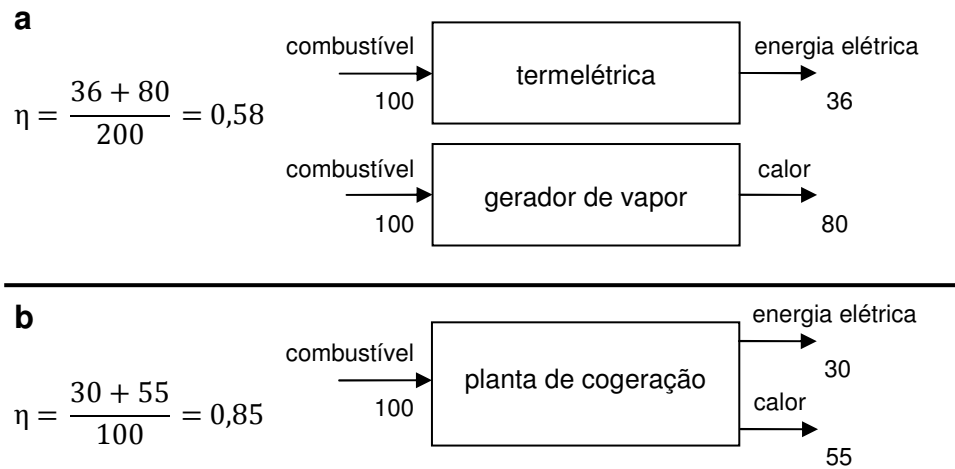 a
combustível
100
termelétrica
energia elétrica
36
η = 36 + 80 / 200 = 0,58
combustível
100
gerador de vapor
calor
80
b
combustível
100
planta de cogeração
energia elétrica
30
calor
55
η = 30 + 55 / 100 = 0,85